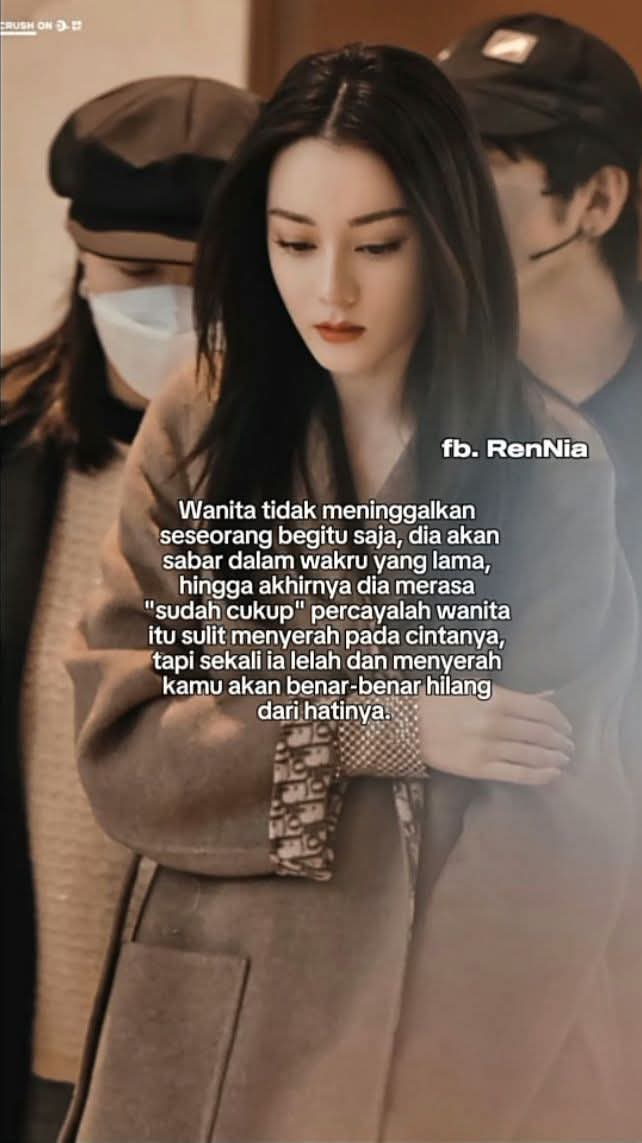 CRUSH ON
fb. RenNia
Wanita tidak meninggalkan
seseorang begitu saja, dia akan
sabar dalam wakru yang lama,
hingga akhirnya dia merasa
"sudah cukup" percayalah wanita
itu sulit menyerah pada cintanya,
tapi sekali ia lelah dan menyerah
kamu akan benar-benar hilang
dari hatinya.